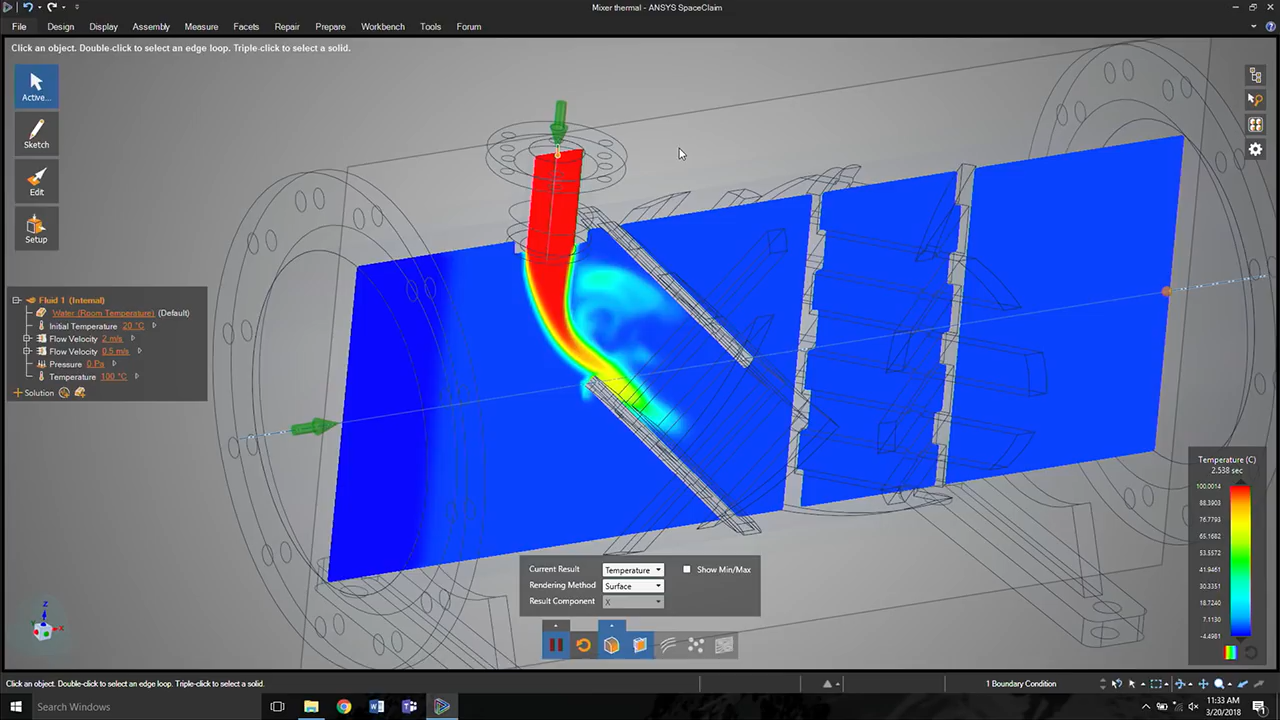 Mixer thermal - ANSYS SpaceClaim
File Design Display Assembly Measure Facets Repair Prepare Workbench Tools Forum
Click an object. Double-click to select an edge loop. Triple-click to select a solid.
Active...
Sketch
Edit
Setup
Fluid 1 (Internal)
Water (Room Temperature) (Default)
Initial Temperature 20 °C
Flow Velocity 2 m/s
Flow Velocity 0.5 m/s
Pressure 0 Pa
Temperature 100 °C
Solution
Temperature (C)
2.538 sec
100.0014
88.3903
76.7793
65.1682
53.5572
41.9461
30.3351
18.7240
7.1130
-4.4981
Current Result Temperature Show Min/Max
Rendering Method Surface
Result Component X
z
x
Click an object. Double-click to select an edge loop. Triple-click to select a solid.
1 Boundary Condition
Search Windows
11:33 AM
3/20/2018